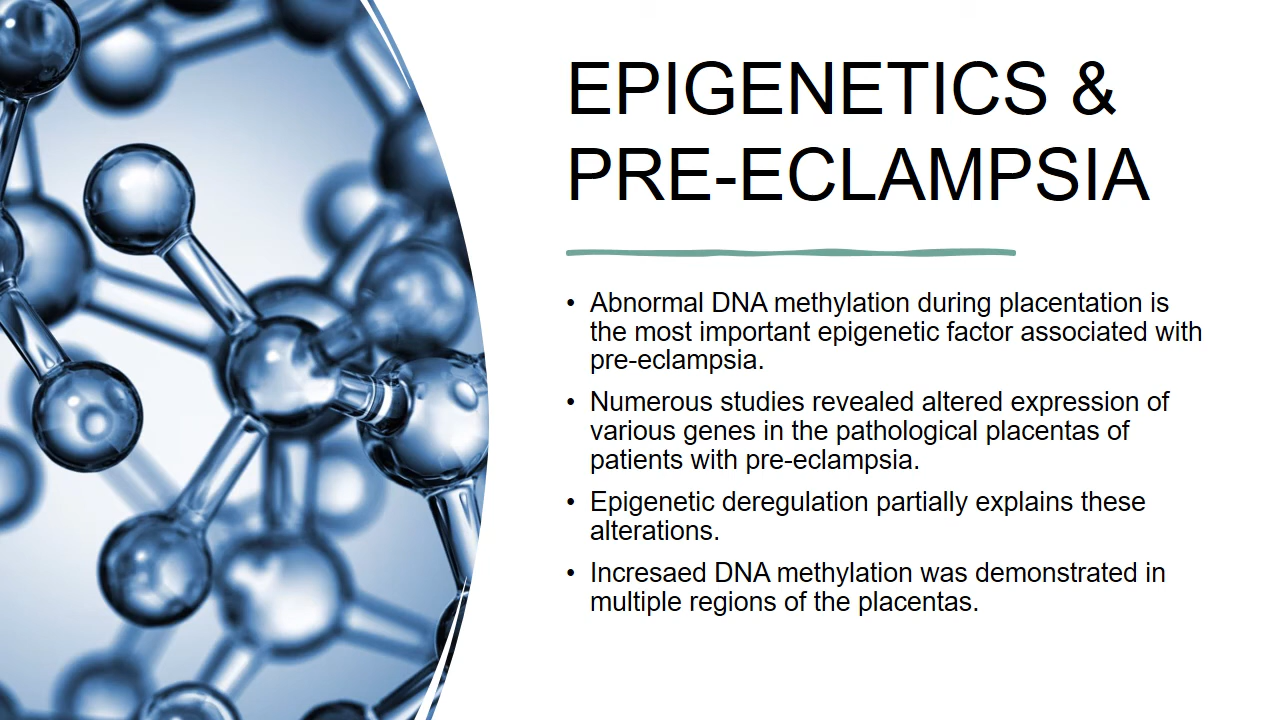 EPIGENETICS &
PRE-ECLAMPSIA
• Abnormal DNA methylation during placentation is
the most important epigenetic factor associated with
pre-eclampsia.
• Numerous studies revealed altered expression of
various genes in the pathological placentas of
patients with pre-eclampsia.
• Epigenetic deregulation partially explains these
alterations.
• Incresaed DNA methylation was demonstrated in
multiple regions of the placentas.